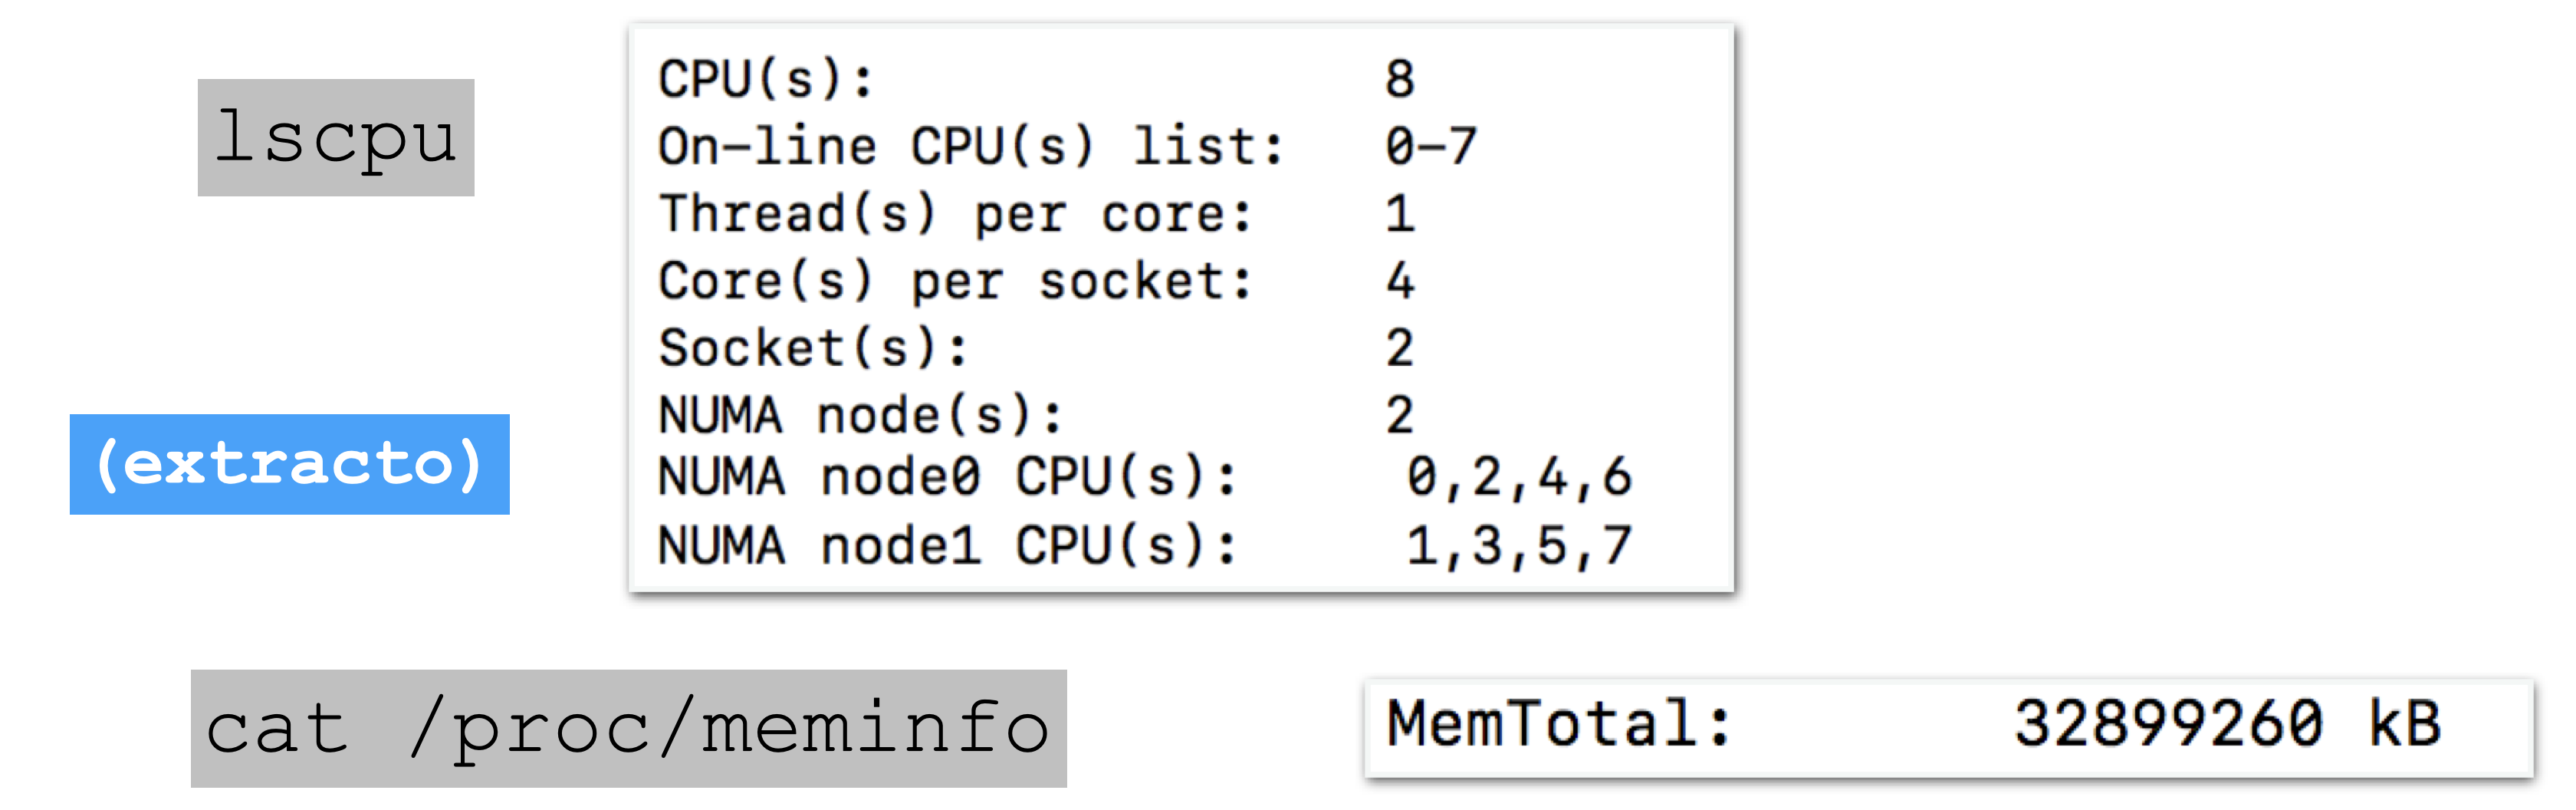 lscpu
(extracto)
CPU(s): 8
On-line CPU(s) list: 0-7
Thread(s) per core: 1
Core(s) per socket: 4
Socket(s): 2
NUMA node(s): 2
NUMA node0 CPU(s): 0,2,4,6
NUMA node1 CPU(s): 1,3,5,7
cat /proc/meminfo
MemTotal: 32899260 kB